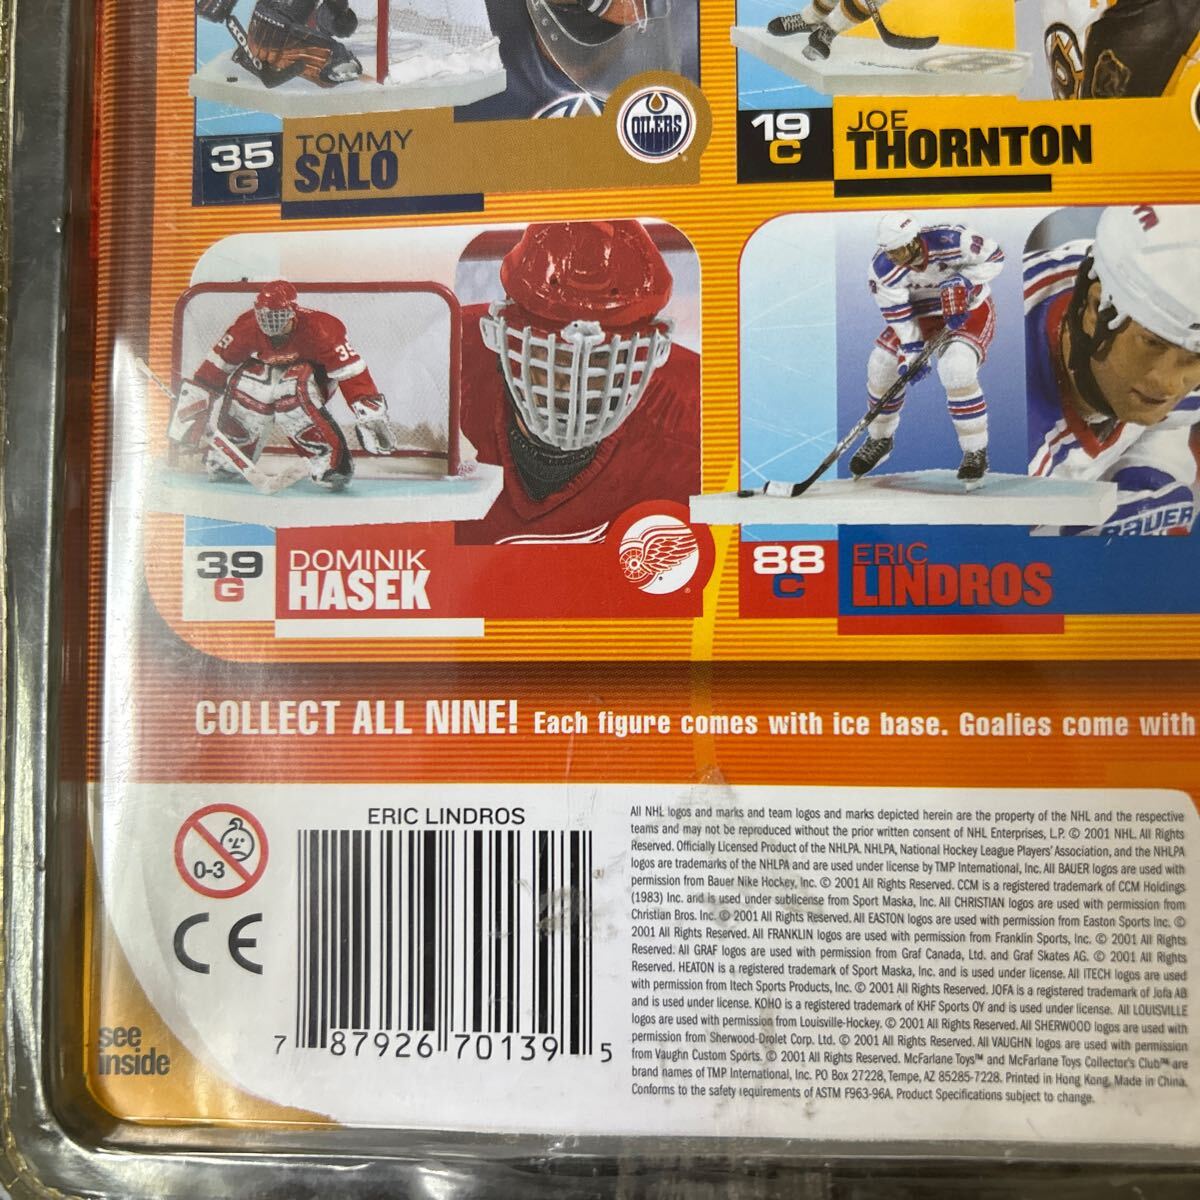 35
G
TOMMY
SALO
OILERS
19
C
JOE
THORNTON
39
G
DOMINIK
HASEK
88
C
ERIC
LINDROS
BAUER
COLLECT ALL NINE! Each figure comes with ice base. Goalies come with
0-3
CE
see
inside
ERIC LINDROS
7 87926 70139 5
All NHL logos and marks and team logos and marks depicted herein are the property of the NHL and the respective
teams and may not be reproduced without the prior written consent of NHL Enterprises, L.P. © 2001 NHL. All Rights
Reserved. Officially Licensed Product of the NHLPA. NHLPA, National Hockey League Players' Association, and the NHLPA
logos are trademarks of the NHLPA and are used under license by TMP International, Inc. All BAUER logos are used with
permission from Bauer Nike Hockey, Inc. © 2001 All Rights Reserved. CCM is a registered trademark of CCM Holdings
(1983) Inc. and is used under sublicense from Sport Maska, Inc. All CHRISTIAN logos are used with permission from
Christian Bros. Inc. © 2001 All Rights Reserved. All EASTON logos are used with permission from Easton Sports Inc. ©
2001 All Rights Reserved. All FRANKLIN logos are used with permission from Franklin Sports, Inc. © 2001 All Rights
Reserved. All GRAF logos are used with permission from Graf Canada, Ltd. and Graf Skates AG. © 2001 All Rights
Reserved. HEATON is a registered trademark of Sport Maska, Inc. and is used under license. All ITECH logos are used
with permission from Itech Sports Products, Inc. © 2001 All Rights Reserved. JOFA is a registered trademark of Jofa AB
and is used under license. KOHO is a registered trademark of KHF Sports OY and is used under license. All LOUISVILLE
logos are used with permission from Louisville-Hockey. © 2001 All Rights Reserved. All SHERWOOD logos are used with
permission from Sherwood-Drolet Corp. Ltd. © 2001 All Rights Reserved. All VAUGHN logos are used with permission
from Vaughn Custom Sports. © 2001 All Rights Reserved. McFarlane Toys™ and McFarlane Toys Collector's Club™ are
brand names of TMP International, Inc. PO Box 27228, Tempe, AZ 85285-7228. Printed in Hong Kong. Made in China.
Conforms to the safety requirements of ASTM F963-96A. Product Specifications subject to change.